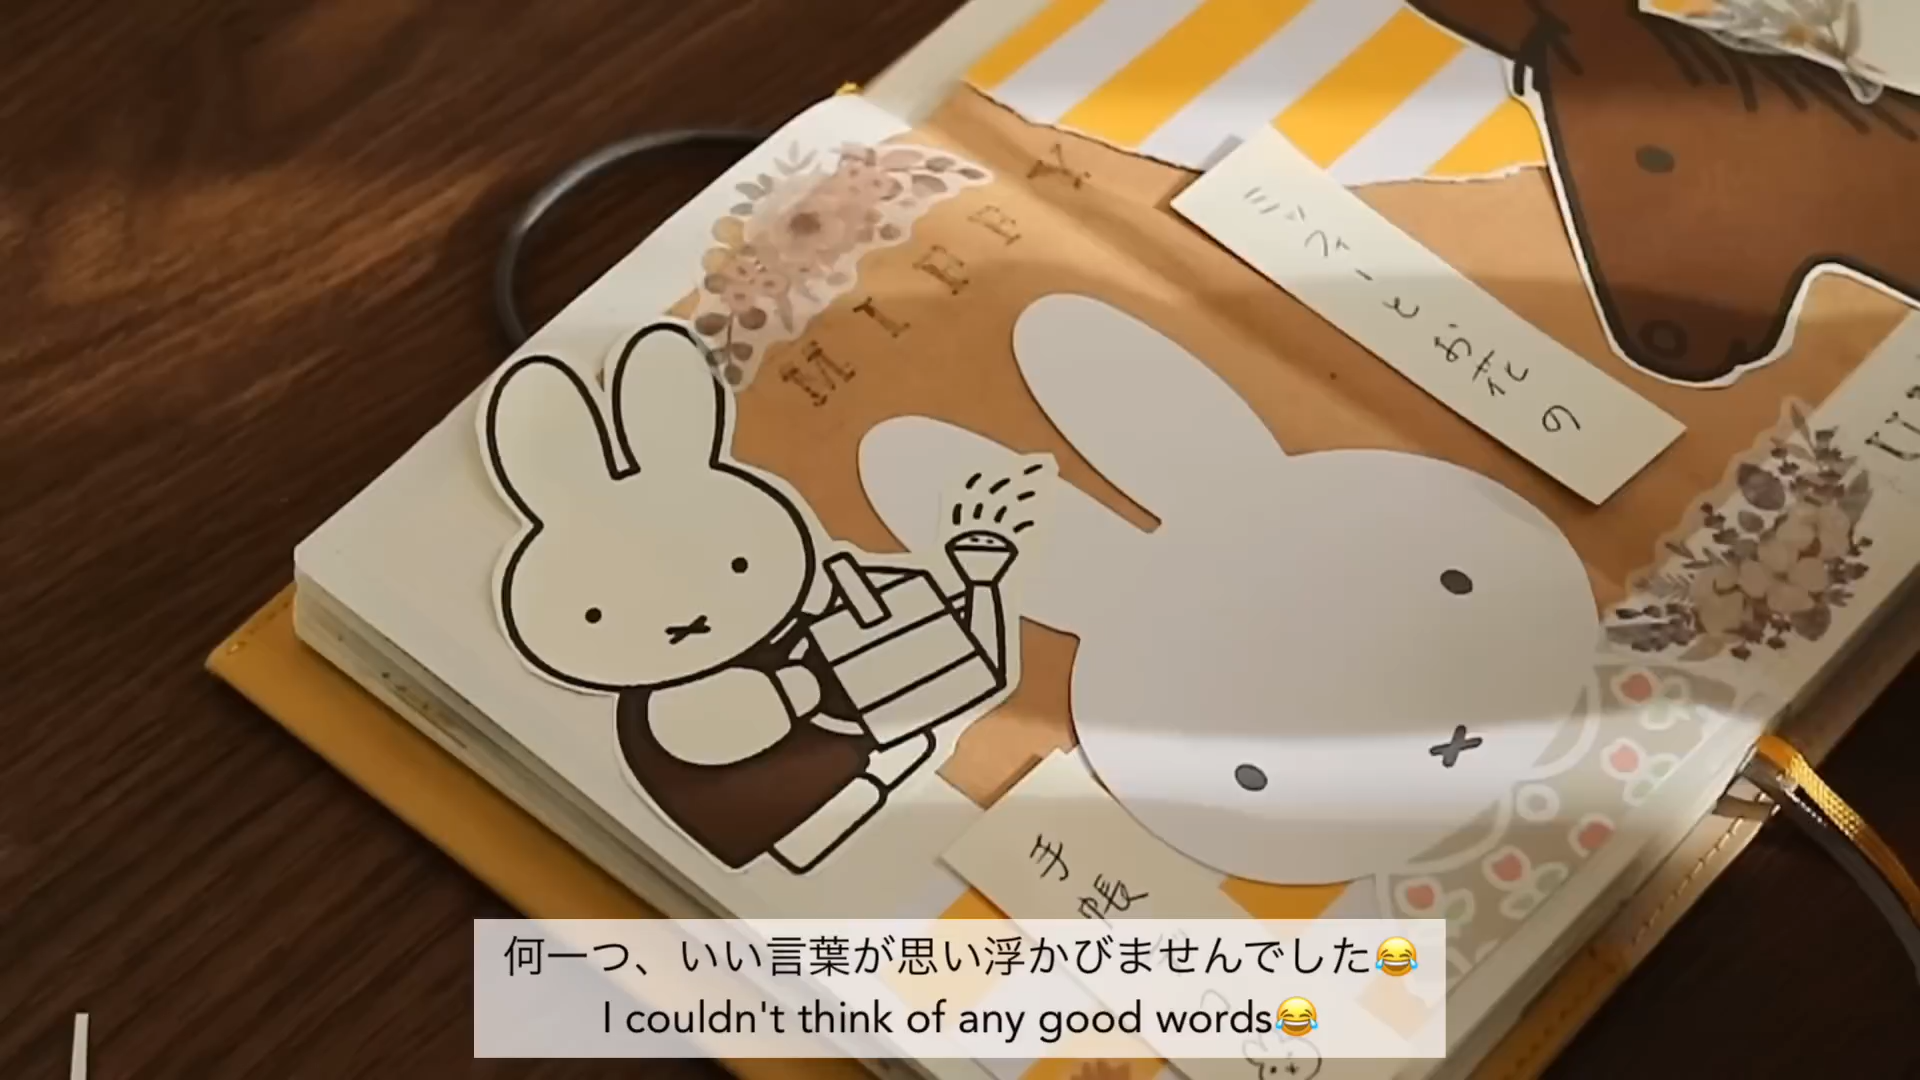 MIFFY
ミッフィーとお花の
手帳
何一つ、いい言葉が思い浮かびませんでした😂
I couldn't think of any good words😂